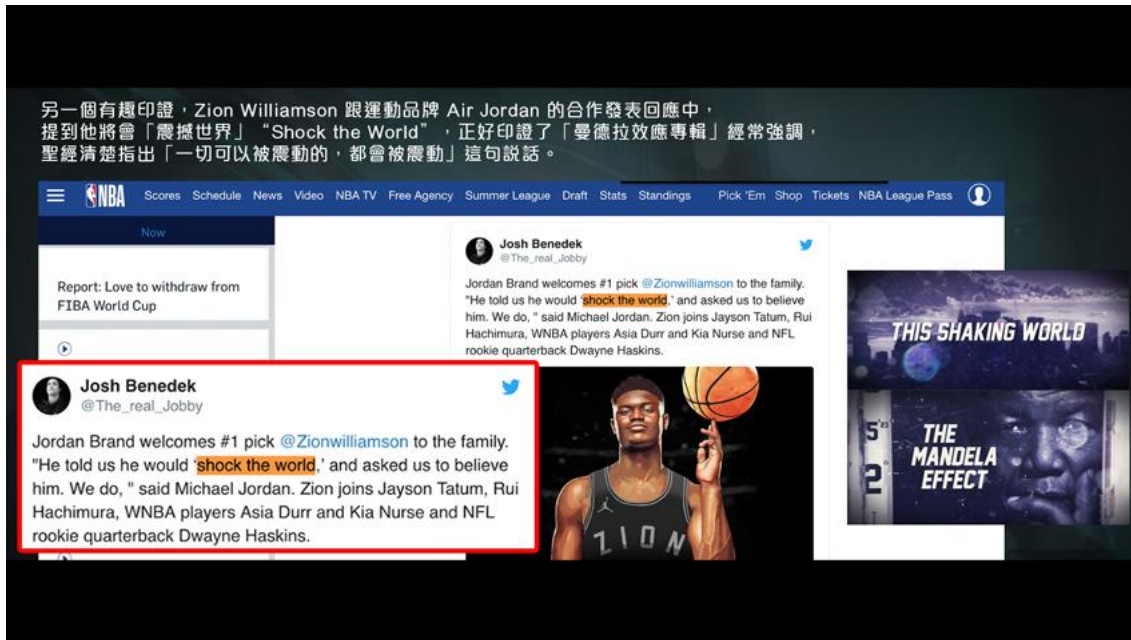 另一個有趣印證，Zion Williamson 跟運動品牌 Air Jordan 的合作發表回應中，
提到他將會「震撼世界」“Shock the World”，正好印證了「曼德拉效應專輯」經常強調，
聖經清楚指出「一切可以被震動的，都會被震動」這句說話。
NBA Scores Schedule News Video NBA TV Free Agency Summer League Draft Stats Standings Pick 'Em Shop Tickets NBA League Pass
Now
Report: Love to withdraw from
FIBA World Cup
Josh Benedek
@The_real_Jobby
Jordan Brand welcomes #1 pick @Zionwilliamson to the family.
"He told us he would 'shock the world,' and asked us to believe
him. We do, " said Michael Jordan. Zion joins Jayson Tatum, Rui
Hachimura, WNBA players Asia Durr and Kia Nurse and NFL
rookie quarterback Dwayne Haskins.
ZION
Josh Benedek
@The_real_Jobby
Jordan Brand welcomes #1 pick @Zionwilliamson to the family.
"He told us he would 'shock the world,' and asked us to believe
him. We do, " said Michael Jordan. Zion joins Jayson Tatum, Rui
Hachimura, WNBA players Asia Durr and Kia Nurse and NFL
rookie quarterback Dwayne Haskins.
THIS SHAKING WORLD
THE
MANDELA
EFFECT